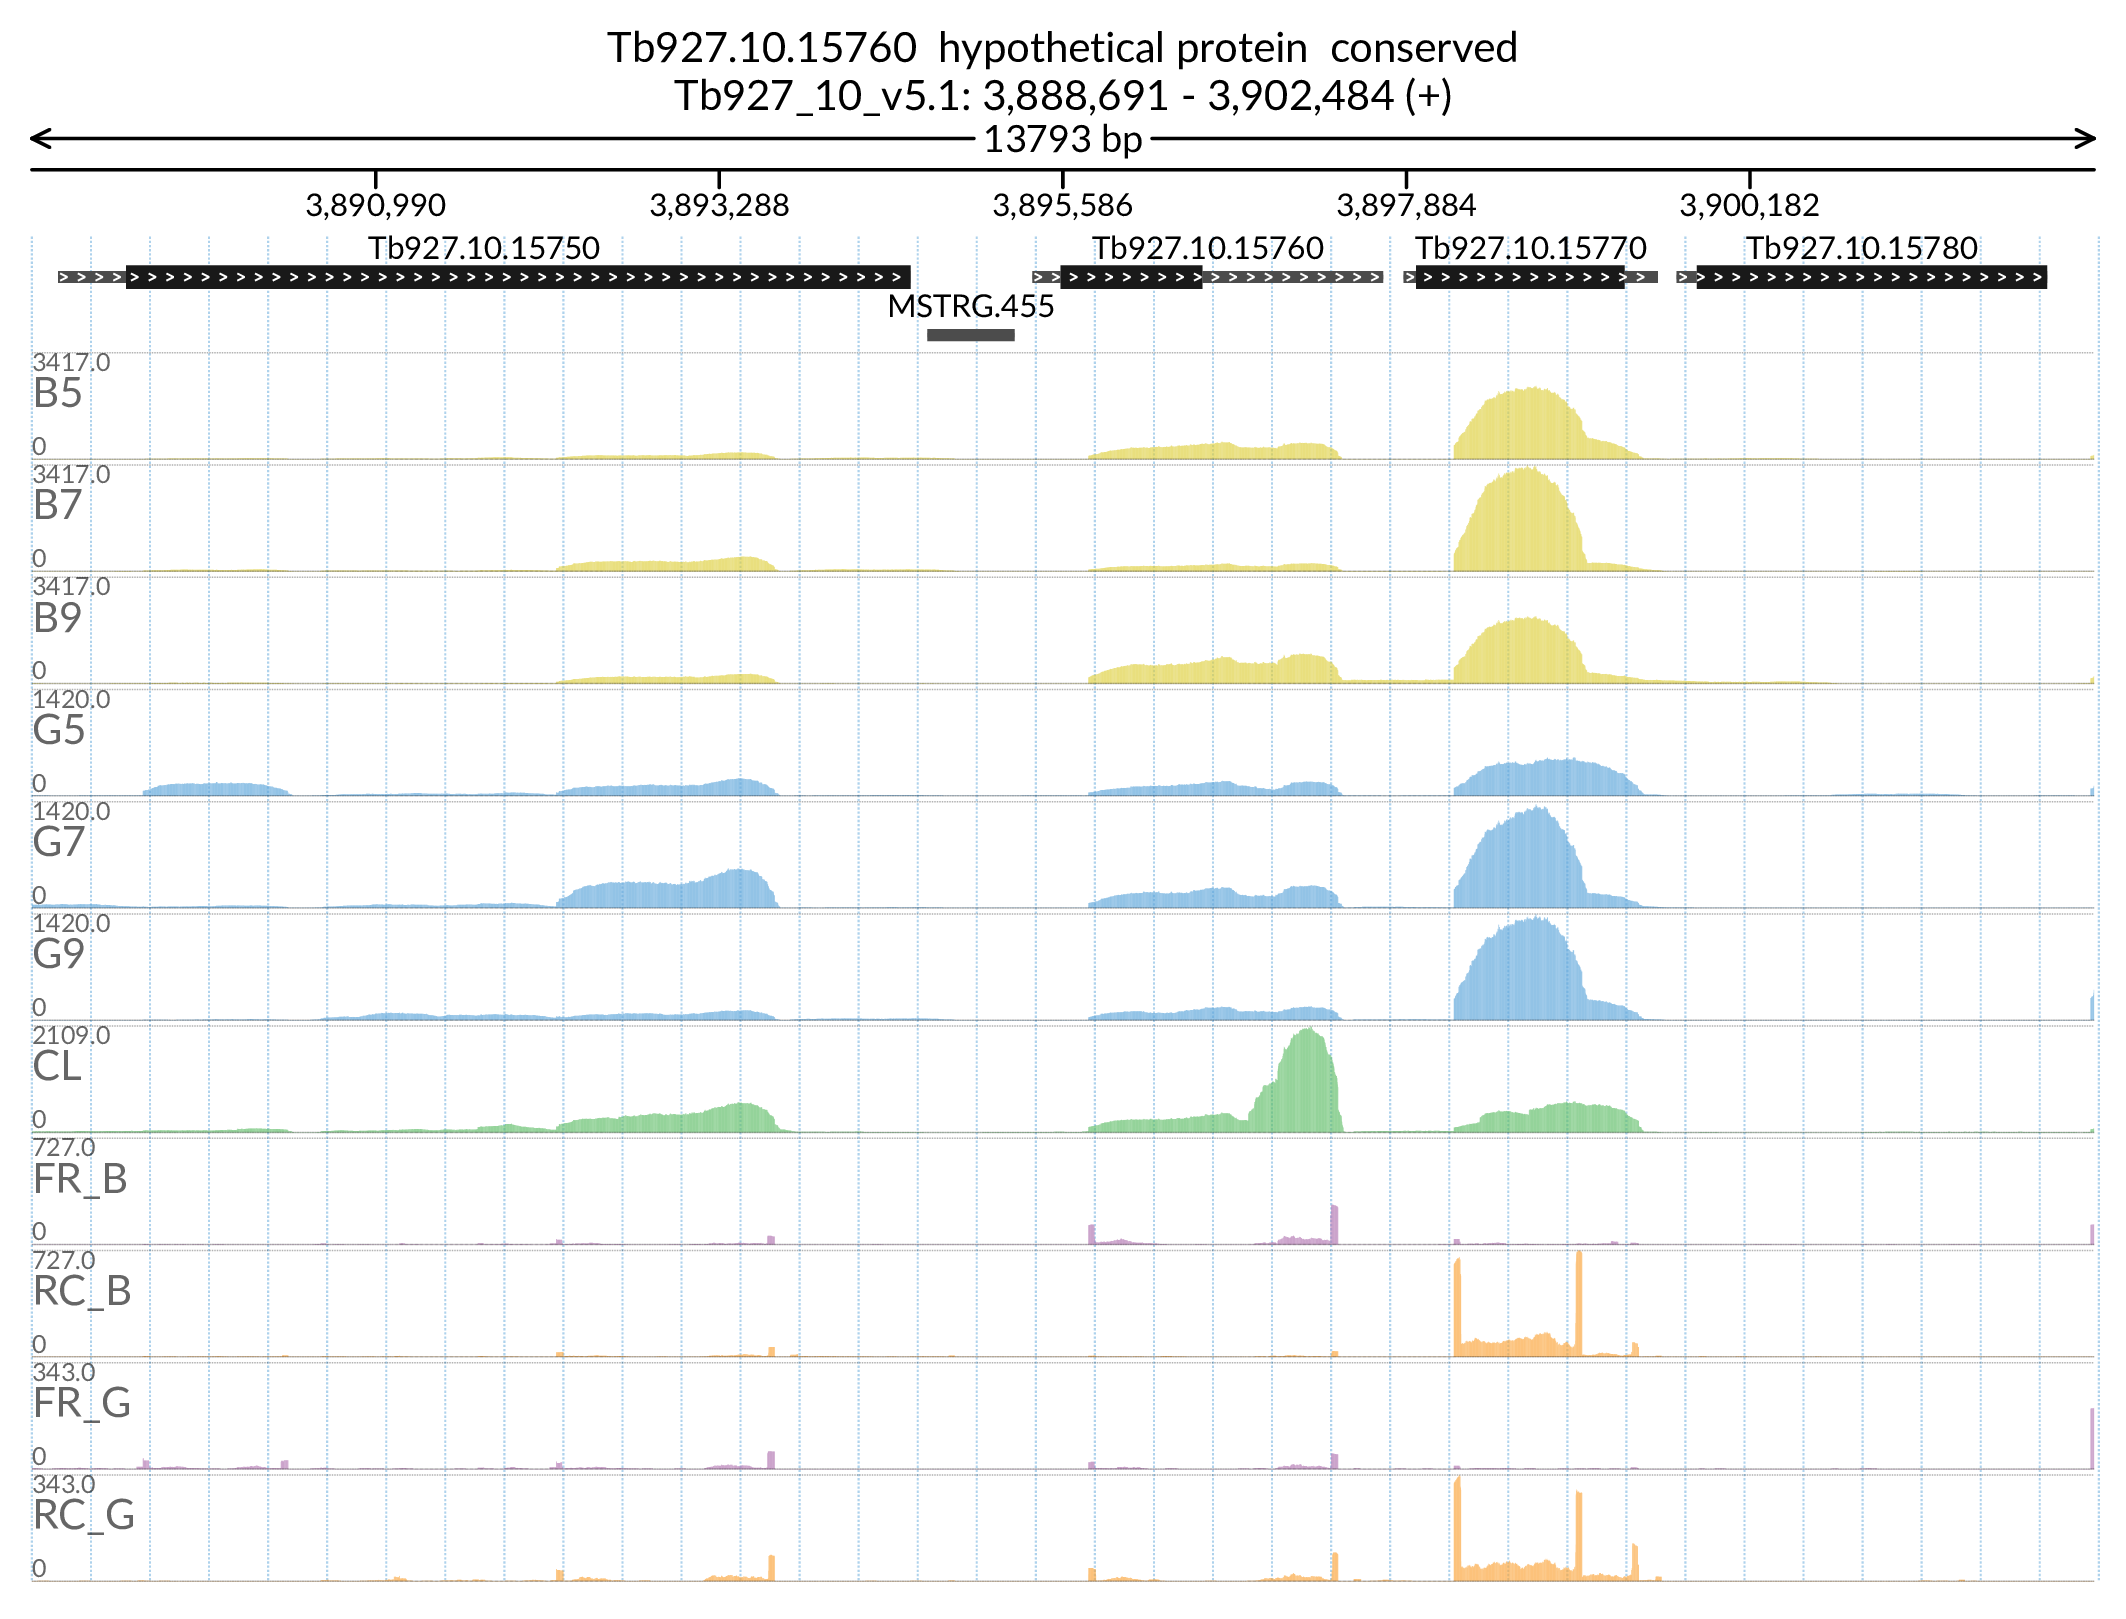 Tb927.10.15760  hypothetical protein  conserved
Tb927_10_v5.1: 3,888,691 - 3,902,484 (+)
13793 bp
3,890,990 3,893,288 3,895,586 3,897,884 3,900,182
Tb927.10.15750 Tb927.10.15760 Tb927.10.15770 Tb927.10.15780
MSTRG.455
3417.0
B5
0
3417.0
B7
0
3417.0
B9
0
1420.0
G5
0
1420.0
G7
0
1420.0
G9
0
2109.0
CL
0
727.0
FR_B
0
727.0
RC_B
0
343.0
FR_G
0
343.0
RC_G
0